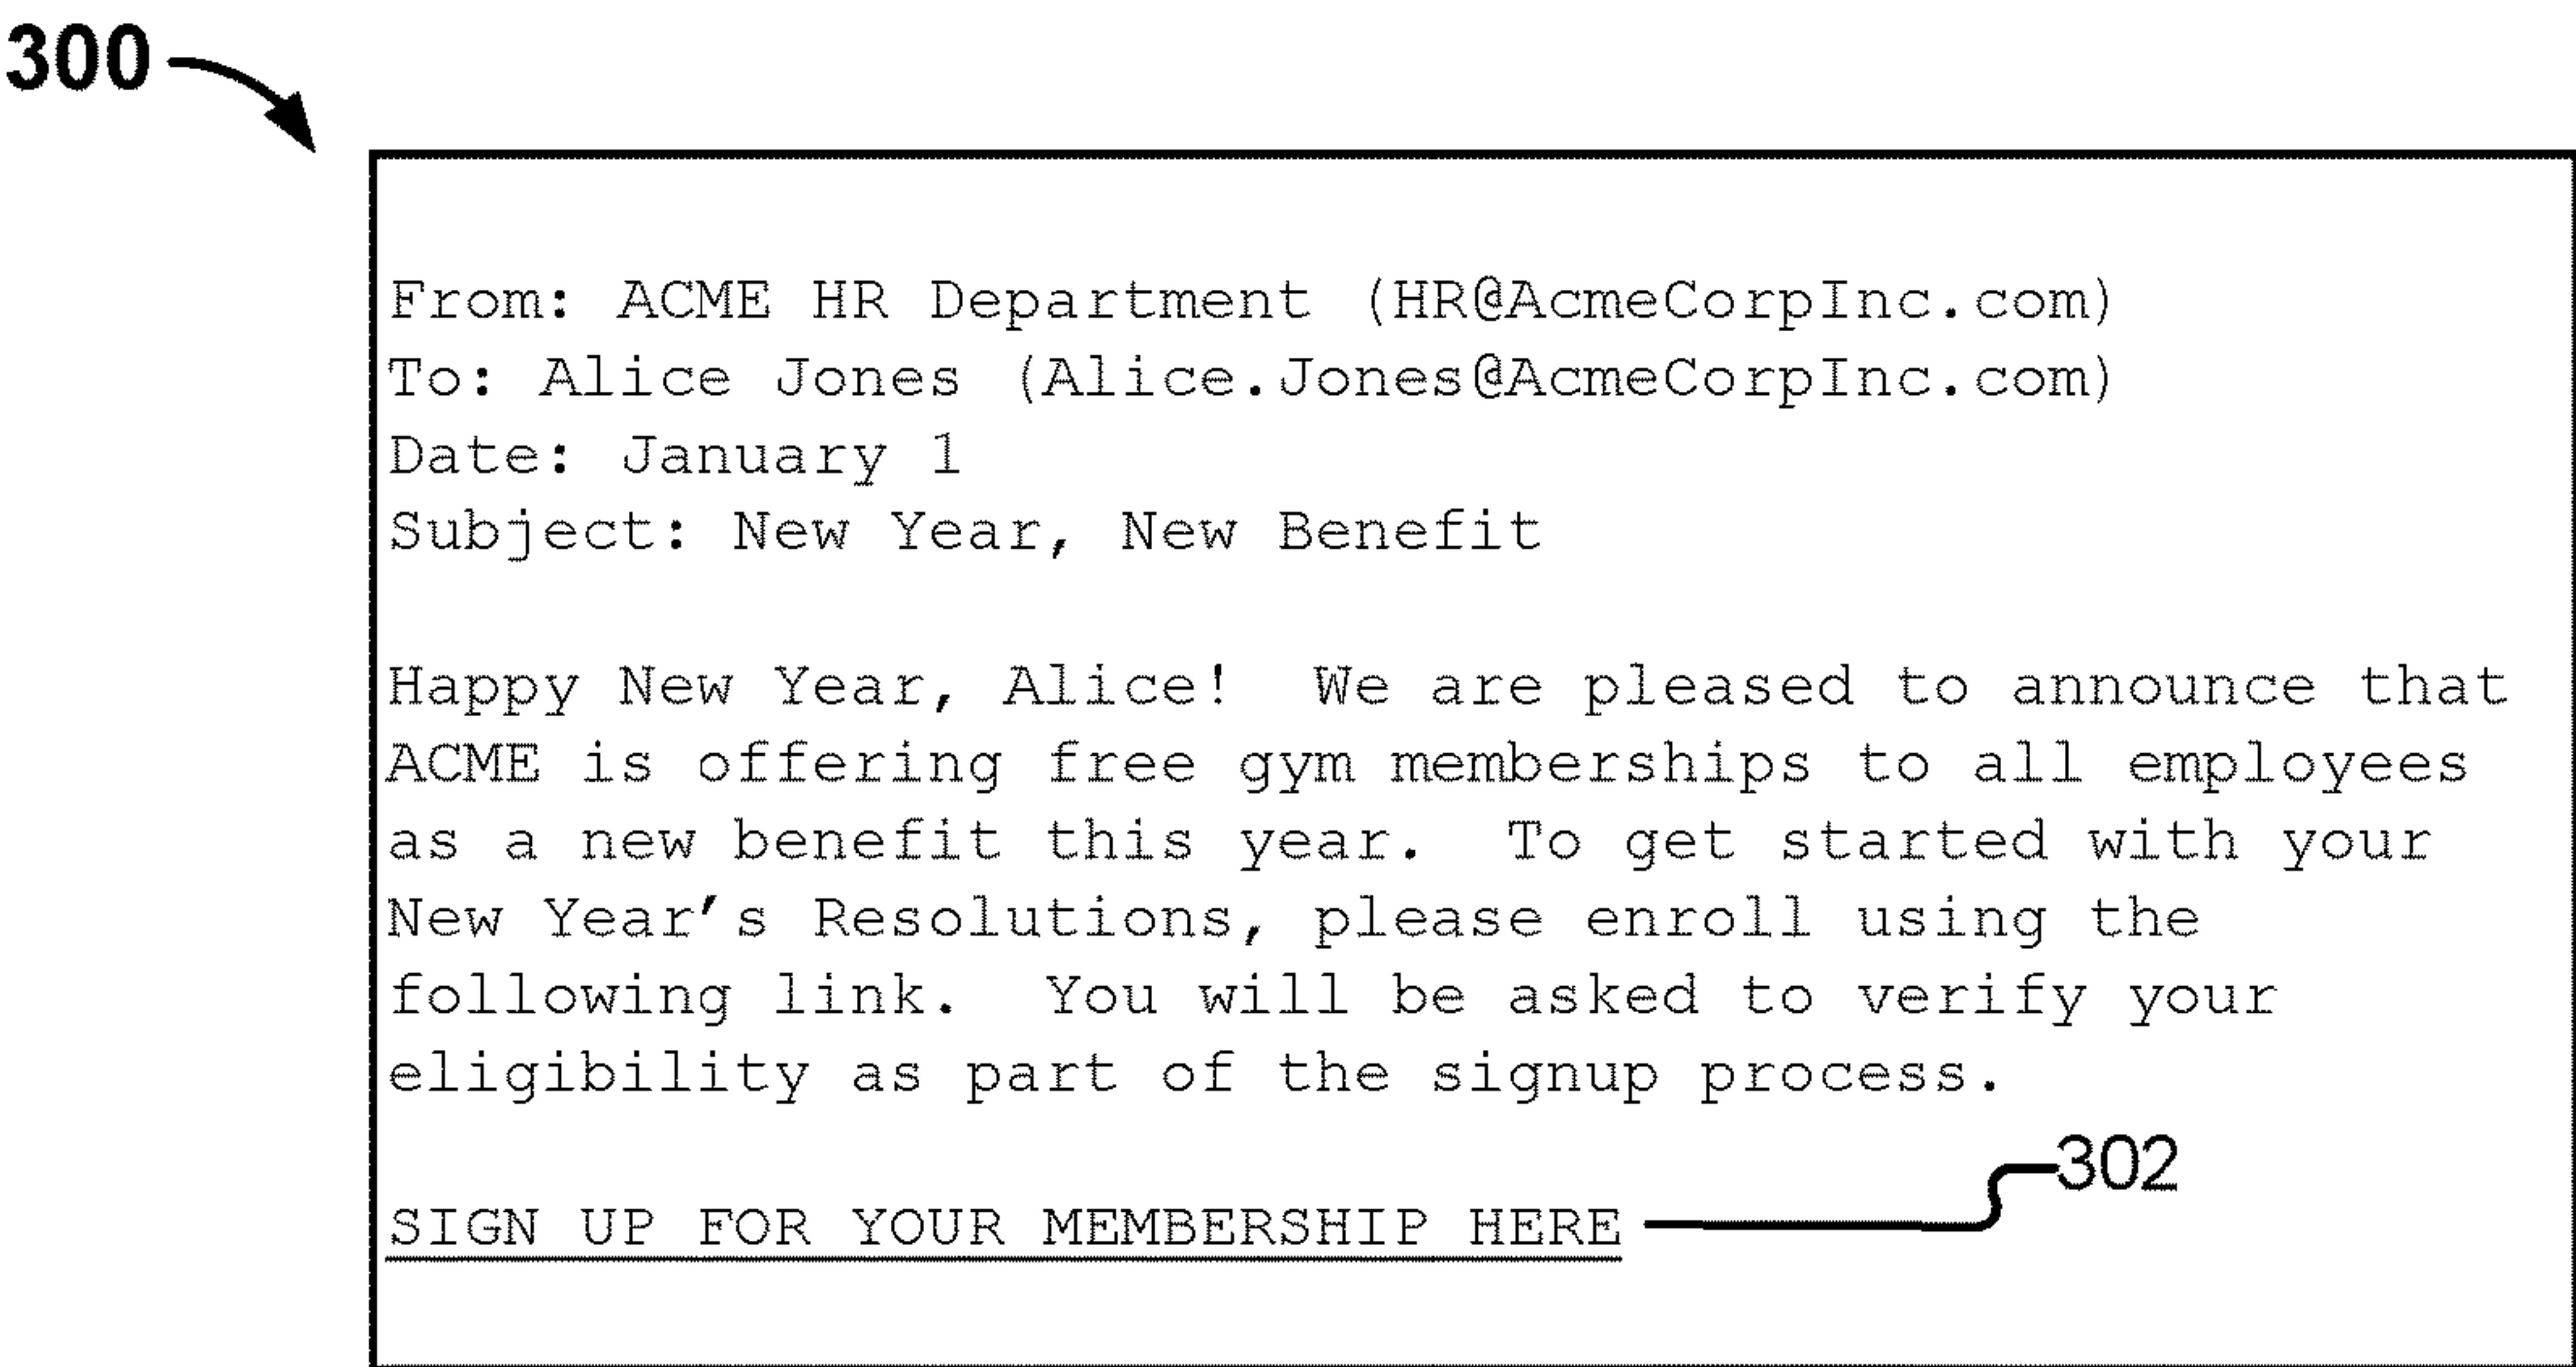 300
From: ACME HR Department (HR@AcmeCorpInc.com)
To: Alice Jones (Alice.Jones@AcmeCorpInc.com)
Date: January 1
Subject: New Year, New Benefit
Happy New Year, Alice!  We are pleased to announce that
ACME is offering free gym memberships to all employees
as a new benefit this year.  To get started with your
New Year's Resolutions, please enroll using the
following link.  You will be asked to verify your
eligibility as part of the signup process.
302
SIGN UP FOR YOUR MEMBERSHIP HERE